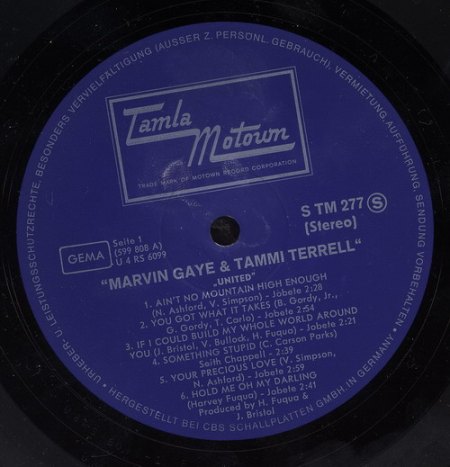 URHEBER- U. LEISTUNGSSCHUTZRECHTE, BESONDERS VERVIELFÄLTIGUNG (AUSSER Z. PERSÖNL. GEBRAUCH), VERMIETUNG, AUFFÜHRUNG, SENDUNG VORBEHALTEN
Tamla
Motown
TRADE MARK OF MOTOWN RECORD CORPORATION
S TM 277 S
(Stereo)
GEMA
Seite 1
(S99 808 A)
U 4 RS 6099
"MARVIN GAYE & TAMMI TERRELL"
„UNITED"
1. AIN'T NO MOUNTAIN HIGH ENOUGH
(N. Ashford, V. Simpson) - Jobete 2:28
2. YOU GOT WHAT IT TAKES (B. Gordy, Jr.,
G. Gordy, T. Carlo) - Jobete 2:54
3. IF I COULD BUILD MY WHOLE WORLD AROUND
YOU (J. Bristol, V. Bullock, H. Fuqua) - Jobete 2:21
4. SOMETHING STUPID (C. Carson Parks)
Seith Chappell - 2:39
5. YOUR PRECIOUS LOVE (V. Simpson,
N. Ashford) - Jobete 2:59
6. HOLD ME OH MY DARLING
(Harvey Fuqua) - Jobete 2:41
Produced by H. Fuqua &
J. Bristol
• HERGESTELLT BEI CBS SCHALLPLATTEN GMBH IN GERMANY •